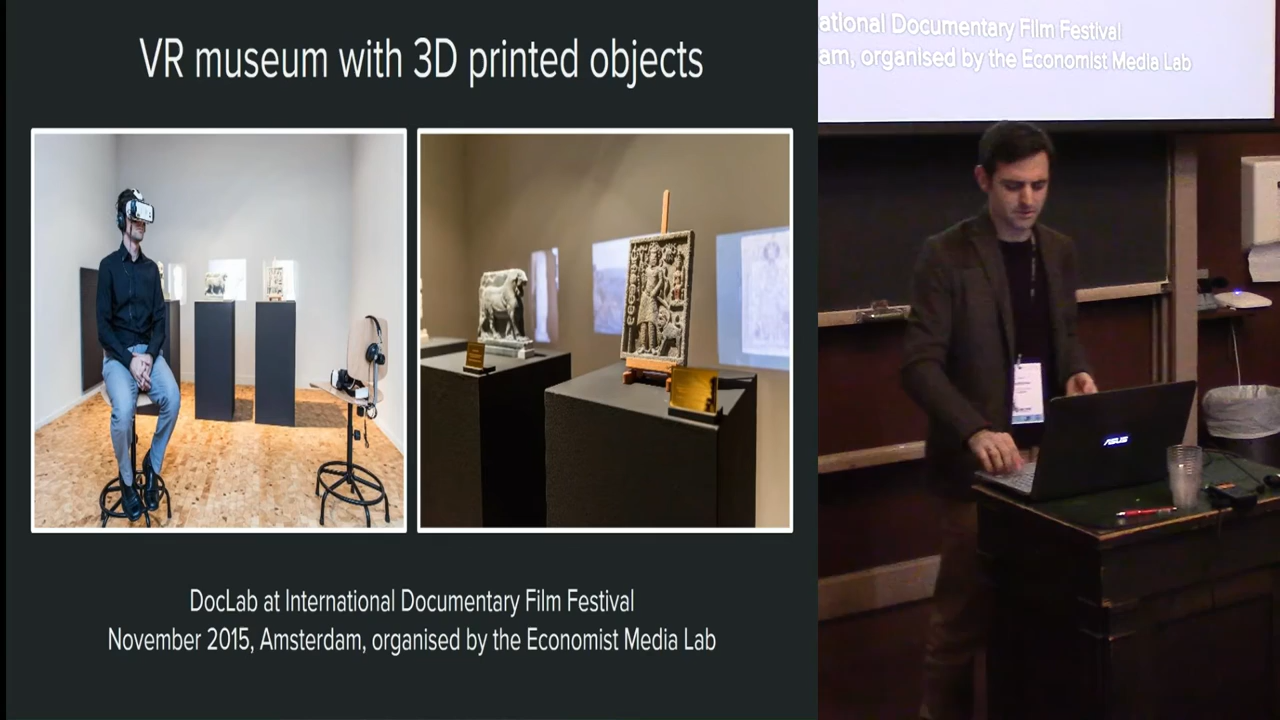 VR museum with 3D printed objects
DocLab at International Documentary Film Festival
November 2015, Amsterdam, organised by the Economist Media Lab
ational Documentary Film Festival
am, organised by the Economist Media Lab
ASUS